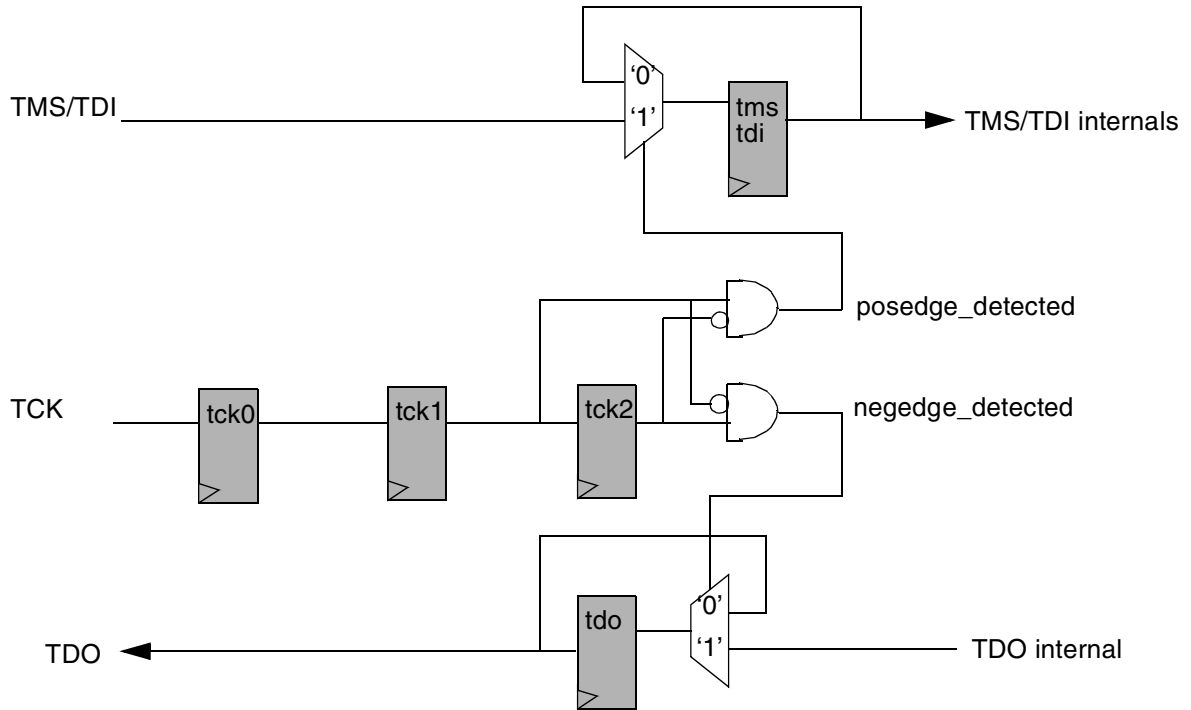 ‘0’
TMS/TDI
‘1’
tms
tdi
TMS/TDI internals
posedge_detected
TCK
tck0
tck1
tck2
negedge_detected
‘0’
tdo
‘1’
TDO
TDO internal